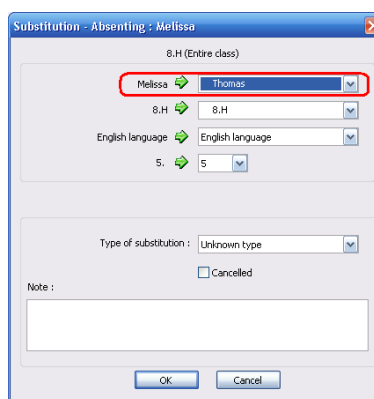 Substitution - Absenting : Melissa
8.H (Entire class)
Melissa Thomas
8.H 8.H
English language English language
5. 5
Type of substitution : Unknown type
Cancelled
Note :
OK Cancel